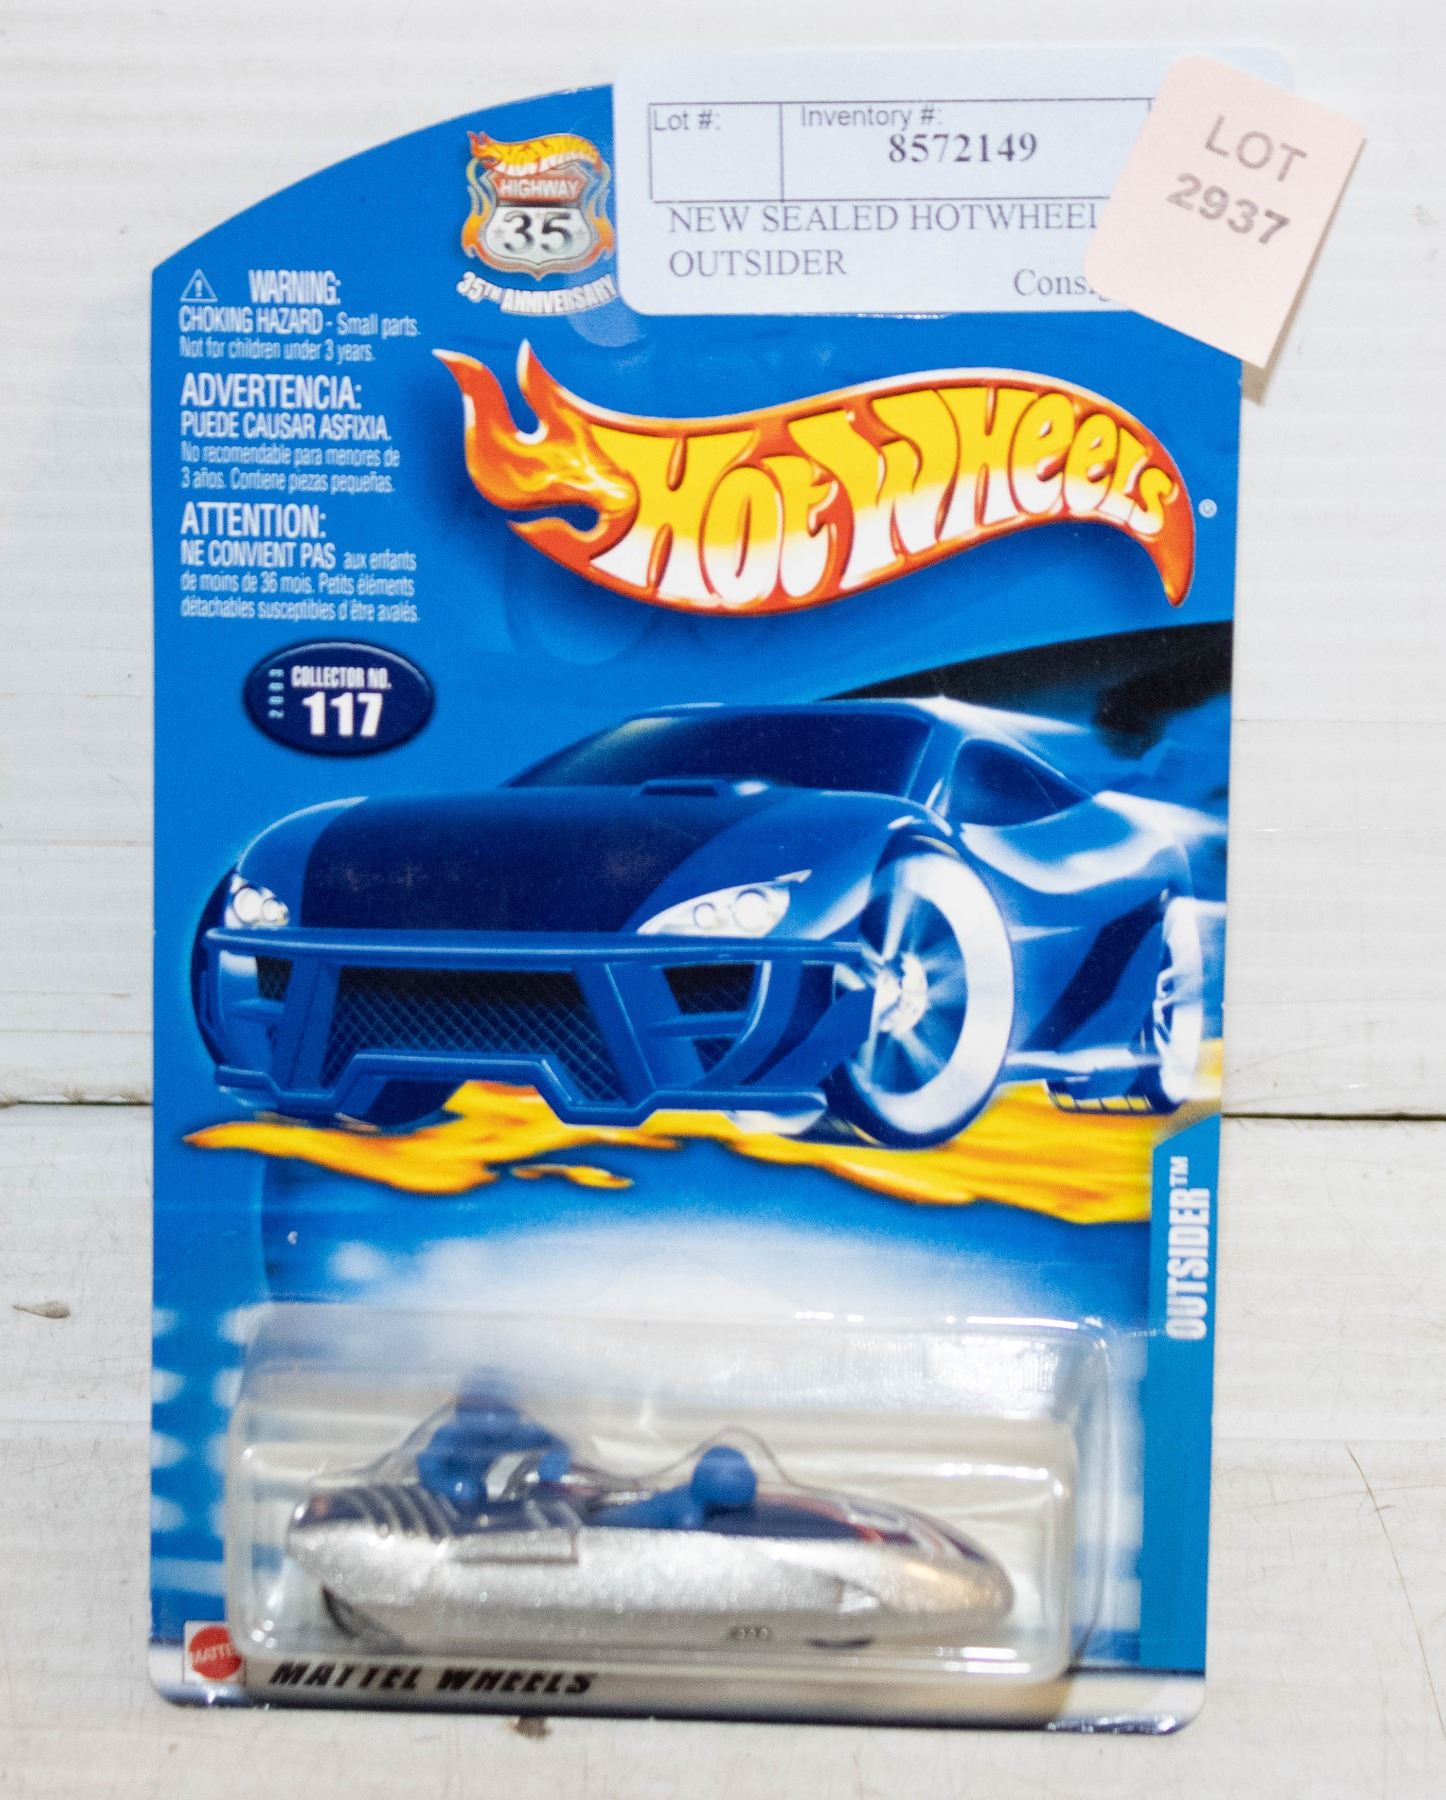 Lot #:
Inventory #:
8572149
NEW SEALED HOTWHEEL
OUTSIDER
LOT
2937
HOT WHEELS
HIGHWAY
35
35TH ANNIVERSARY
WARNING:
CHOKING HAZARD - Small parts.
Not for children under 3 years.
ADVERTENCIA:
PUEDE CAUSAR ASFIXIA.
No recomendable para menores de
3 años. Contiene piezas pequeñas.
ATTENTION:
NE CONVIENT PAS aux enfants
de moins de 36 mois. Petits éléments
détachables susceptibles d'être avalés.
Hot Wheels®
2003
COLLECTOR NO.
117
OUTSIDER™
MATTEL
MATTEL WHEELS